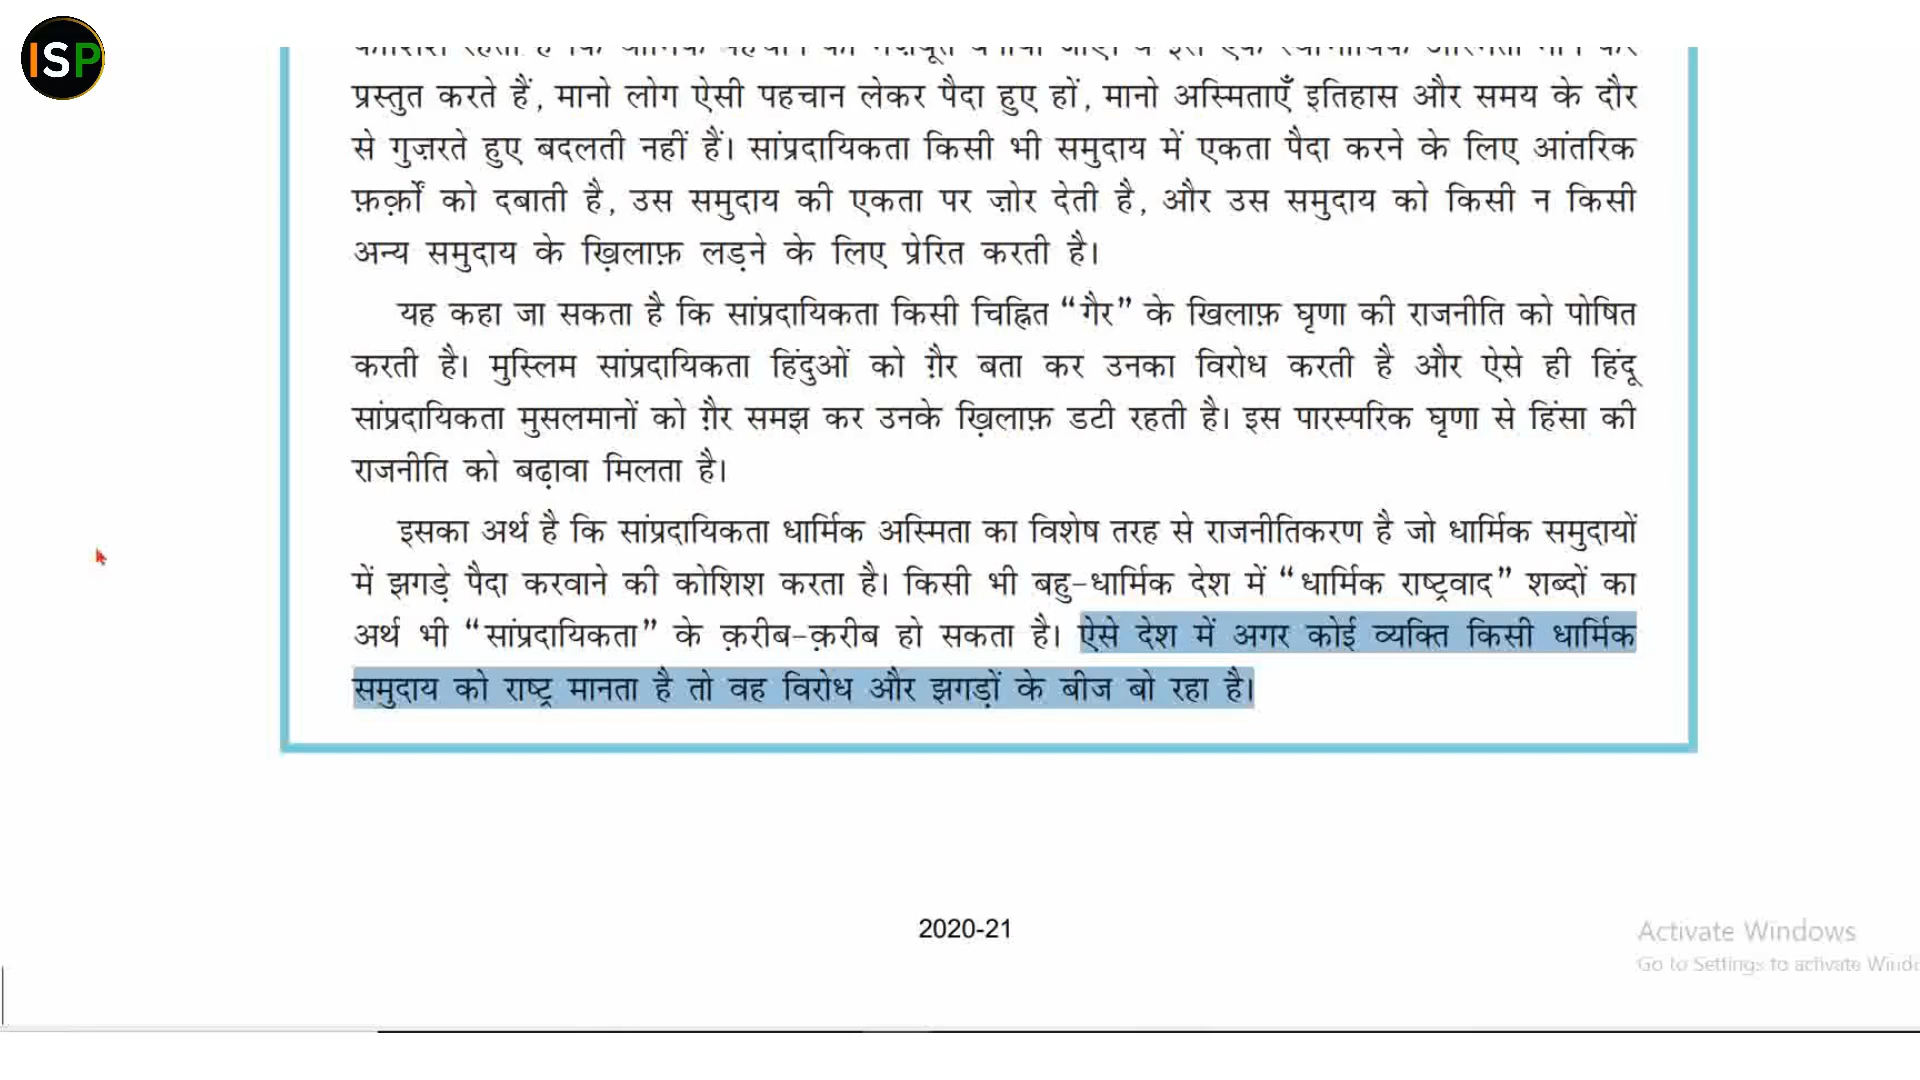 ISP
प्रस्तुत करते हैं, मानो लोग ऐसी पहचान लेकर पैदा हुए हों, मानो अस्मिताएँ इतिहास और समय के दौर
से गुज़रते हुए बदलती नहीं हैं। सांप्रदायिकता किसी भी समुदाय में एकता पैदा करने के लिए आंतरिक
फ़र्क़ों को दबाती है, उस समुदाय की एकता पर ज़ोर देती है, और उस समुदाय को किसी न किसी
अन्य समुदाय के ख़िलाफ़ लड़ने के लिए प्रेरित करती है।
यह कहा जा सकता है कि सांप्रदायिकता किसी चिह्नित “गैर” के खिलाफ़ घृणा की राजनीति को पोषित
करती है। मुस्लिम सांप्रदायिकता हिंदुओं को ग़ैर बता कर उनका विरोध करती है और ऐसे ही हिंदू
सांप्रदायिकता मुसलमानों को ग़ैर समझ कर उनके ख़िलाफ़ डटी रहती है। इस पारस्परिक घृणा से हिंसा की
राजनीति को बढ़ावा मिलता है।
इसका अर्थ है कि सांप्रदायिकता धार्मिक अस्मिता का विशेष तरह से राजनीतिकरण है जो धार्मिक समुदायों
में झगड़े पैदा करवाने की कोशिश करता है। किसी भी बहु-धार्मिक देश में “धार्मिक राष्ट्रवाद” शब्दों का
अर्थ भी “सांप्रदायिकता” के क़रीब-क़रीब हो सकता है। ऐसे देश में अगर कोई व्यक्ति किसी धार्मिक
समुदाय को राष्ट्र मानता है तो वह विरोध और झगड़ों के बीज बो रहा है।
2020-21
Activate Windows
Go to Settings to activate